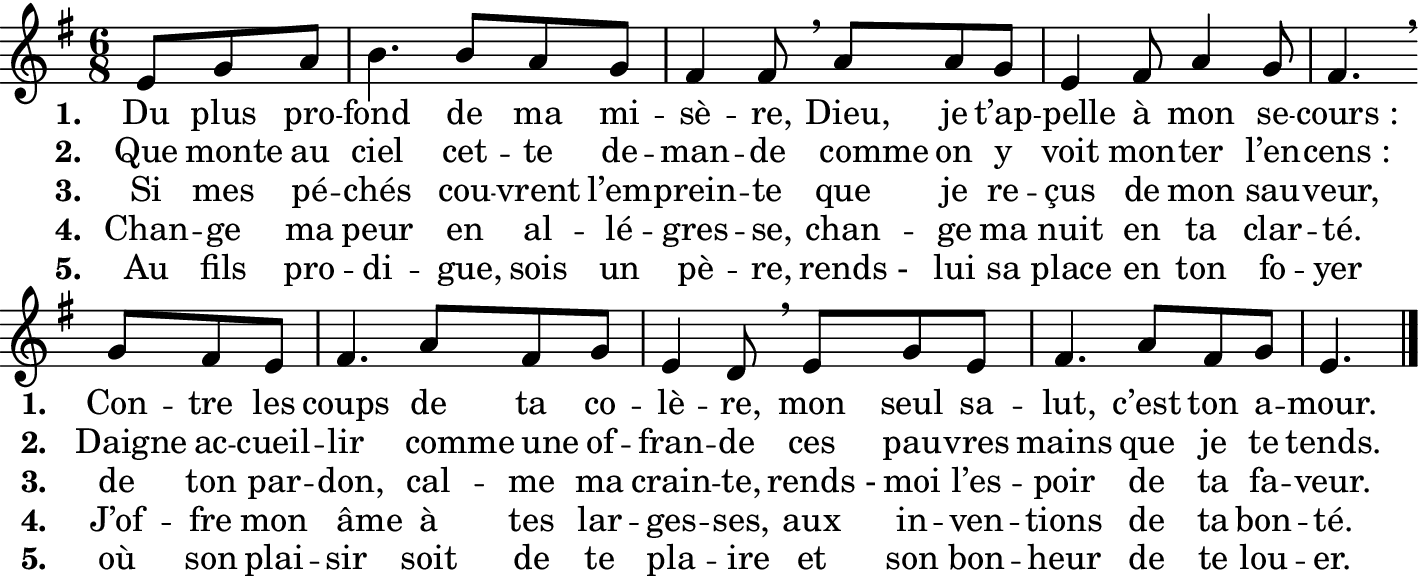 6
8
1. Du plus pro - fond de ma mi - sè - re, Dieu, je t’ap - pelle à mon se - cours :
2. Que monte au ciel cet - te de - man - de comme on y voit mon - ter l’en - cens :
3. Si mes pé - chés cou - vrent l’em - prein - te que je re - çus de mon sau - veur,
4. Chan - ge ma peur en al - lé - gres - se, chan - ge ma nuit en ta clar - té.
5. Au fils pro - di - gue, sois un pè - re, rends - lui sa place en ton fo - yer
1. Con - tre les coups de ta co - lè - re, mon seul sa - lut, c’est ton a - mour.
2. Daigne ac - cueil - lir comme une of - fran - de ces pau - vres mains que je te tends.
3. de ton par - don, cal - me ma crain - te, rends - moi l’es - poir de ta fa - veur.
4. J’of - fre mon âme à tes lar - ges - ses, aux in - ven - tions de ta bon - té.
5. où son plai - sir soit de te pla - ire et son bon - heur de te lou - er.